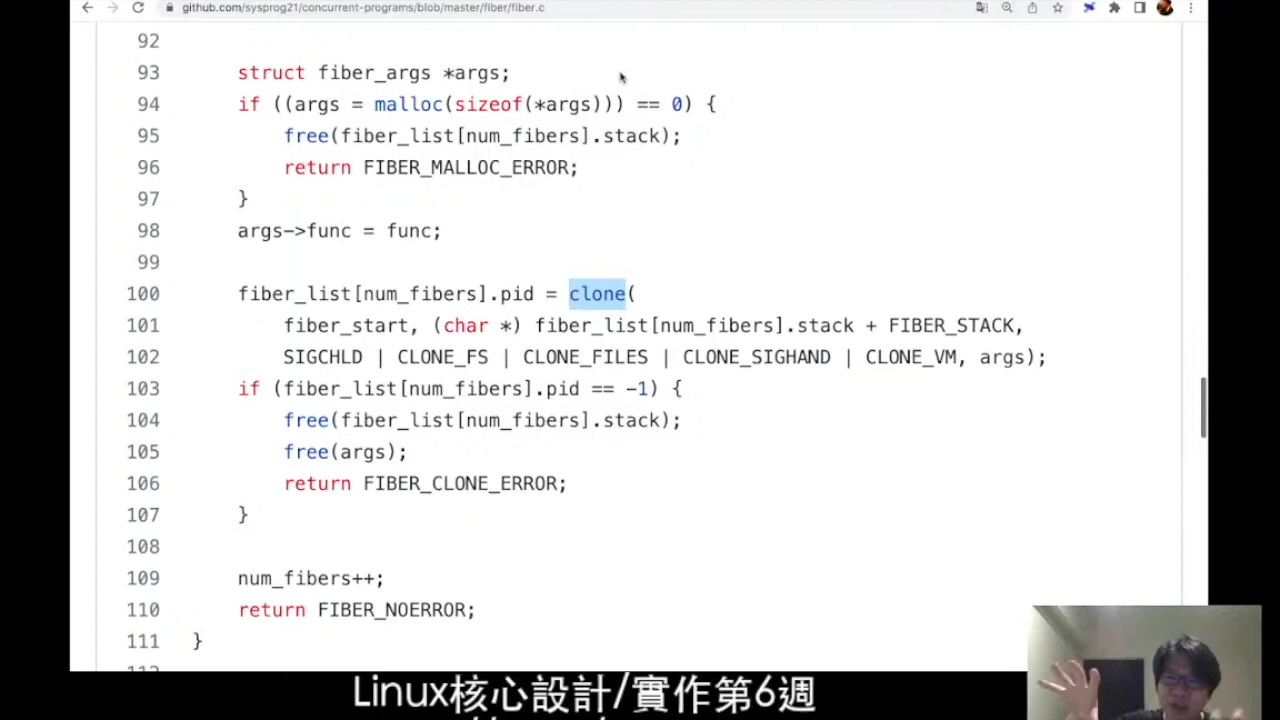 github.com/sysprog21/concurrent-programs/blob/master/fiber/fiber.c
92
93 struct fiber_args *args;
94 if ((args = malloc(sizeof(*args))) == 0) {
95 free(fiber_list[num_fibers].stack);
96 return FIBER_MALLOC_ERROR;
97 }
98 args->func = func;
99
100 fiber_list[num_fibers].pid = clone(
101 fiber_start, (char *) fiber_list[num_fibers].stack + FIBER_STACK,
102 SIGCHLD | CLONE_FS | CLONE_FILES | CLONE_SIGHAND | CLONE_VM, args);
103 if (fiber_list[num_fibers].pid == -1) {
104 free(fiber_list[num_fibers].stack);
105 free(args);
106 return FIBER_CLONE_ERROR;
107 }
108
109 num_fibers++;
110 return FIBER_NOERROR;
111 }
Linux核心設計/實作第6週